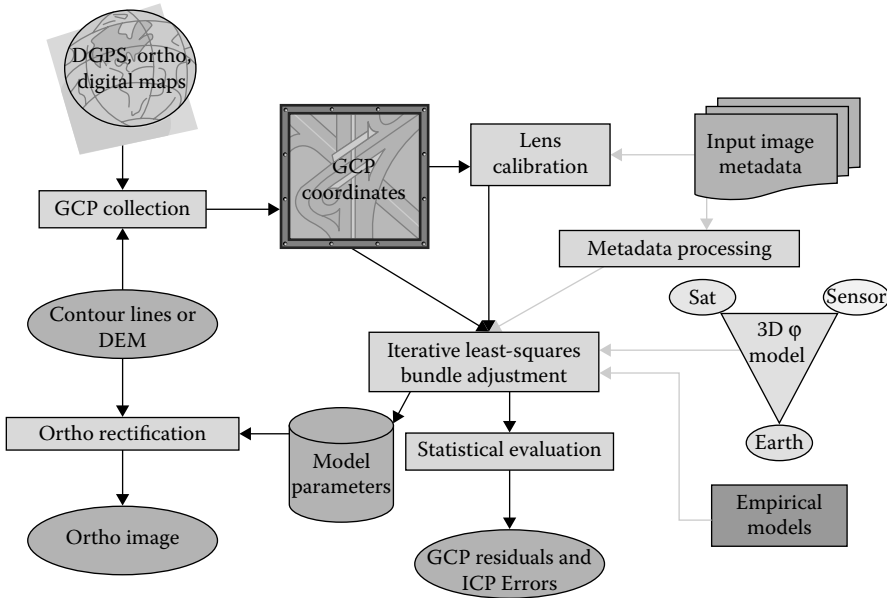 DGPS, ortho,
digital maps
GCP collection
GCP
coordinates
Lens
calibration
Input image
metadata
Metadata processing
Contour lines or
DEM
Sat
Sensor
3D φ
model
Earth
Iterative least-squares
bundle adjustment
Ortho rectification
Model
parameters
Statistical evaluation
Empirical
models
Ortho image
GCP residuals and
ICP Errors